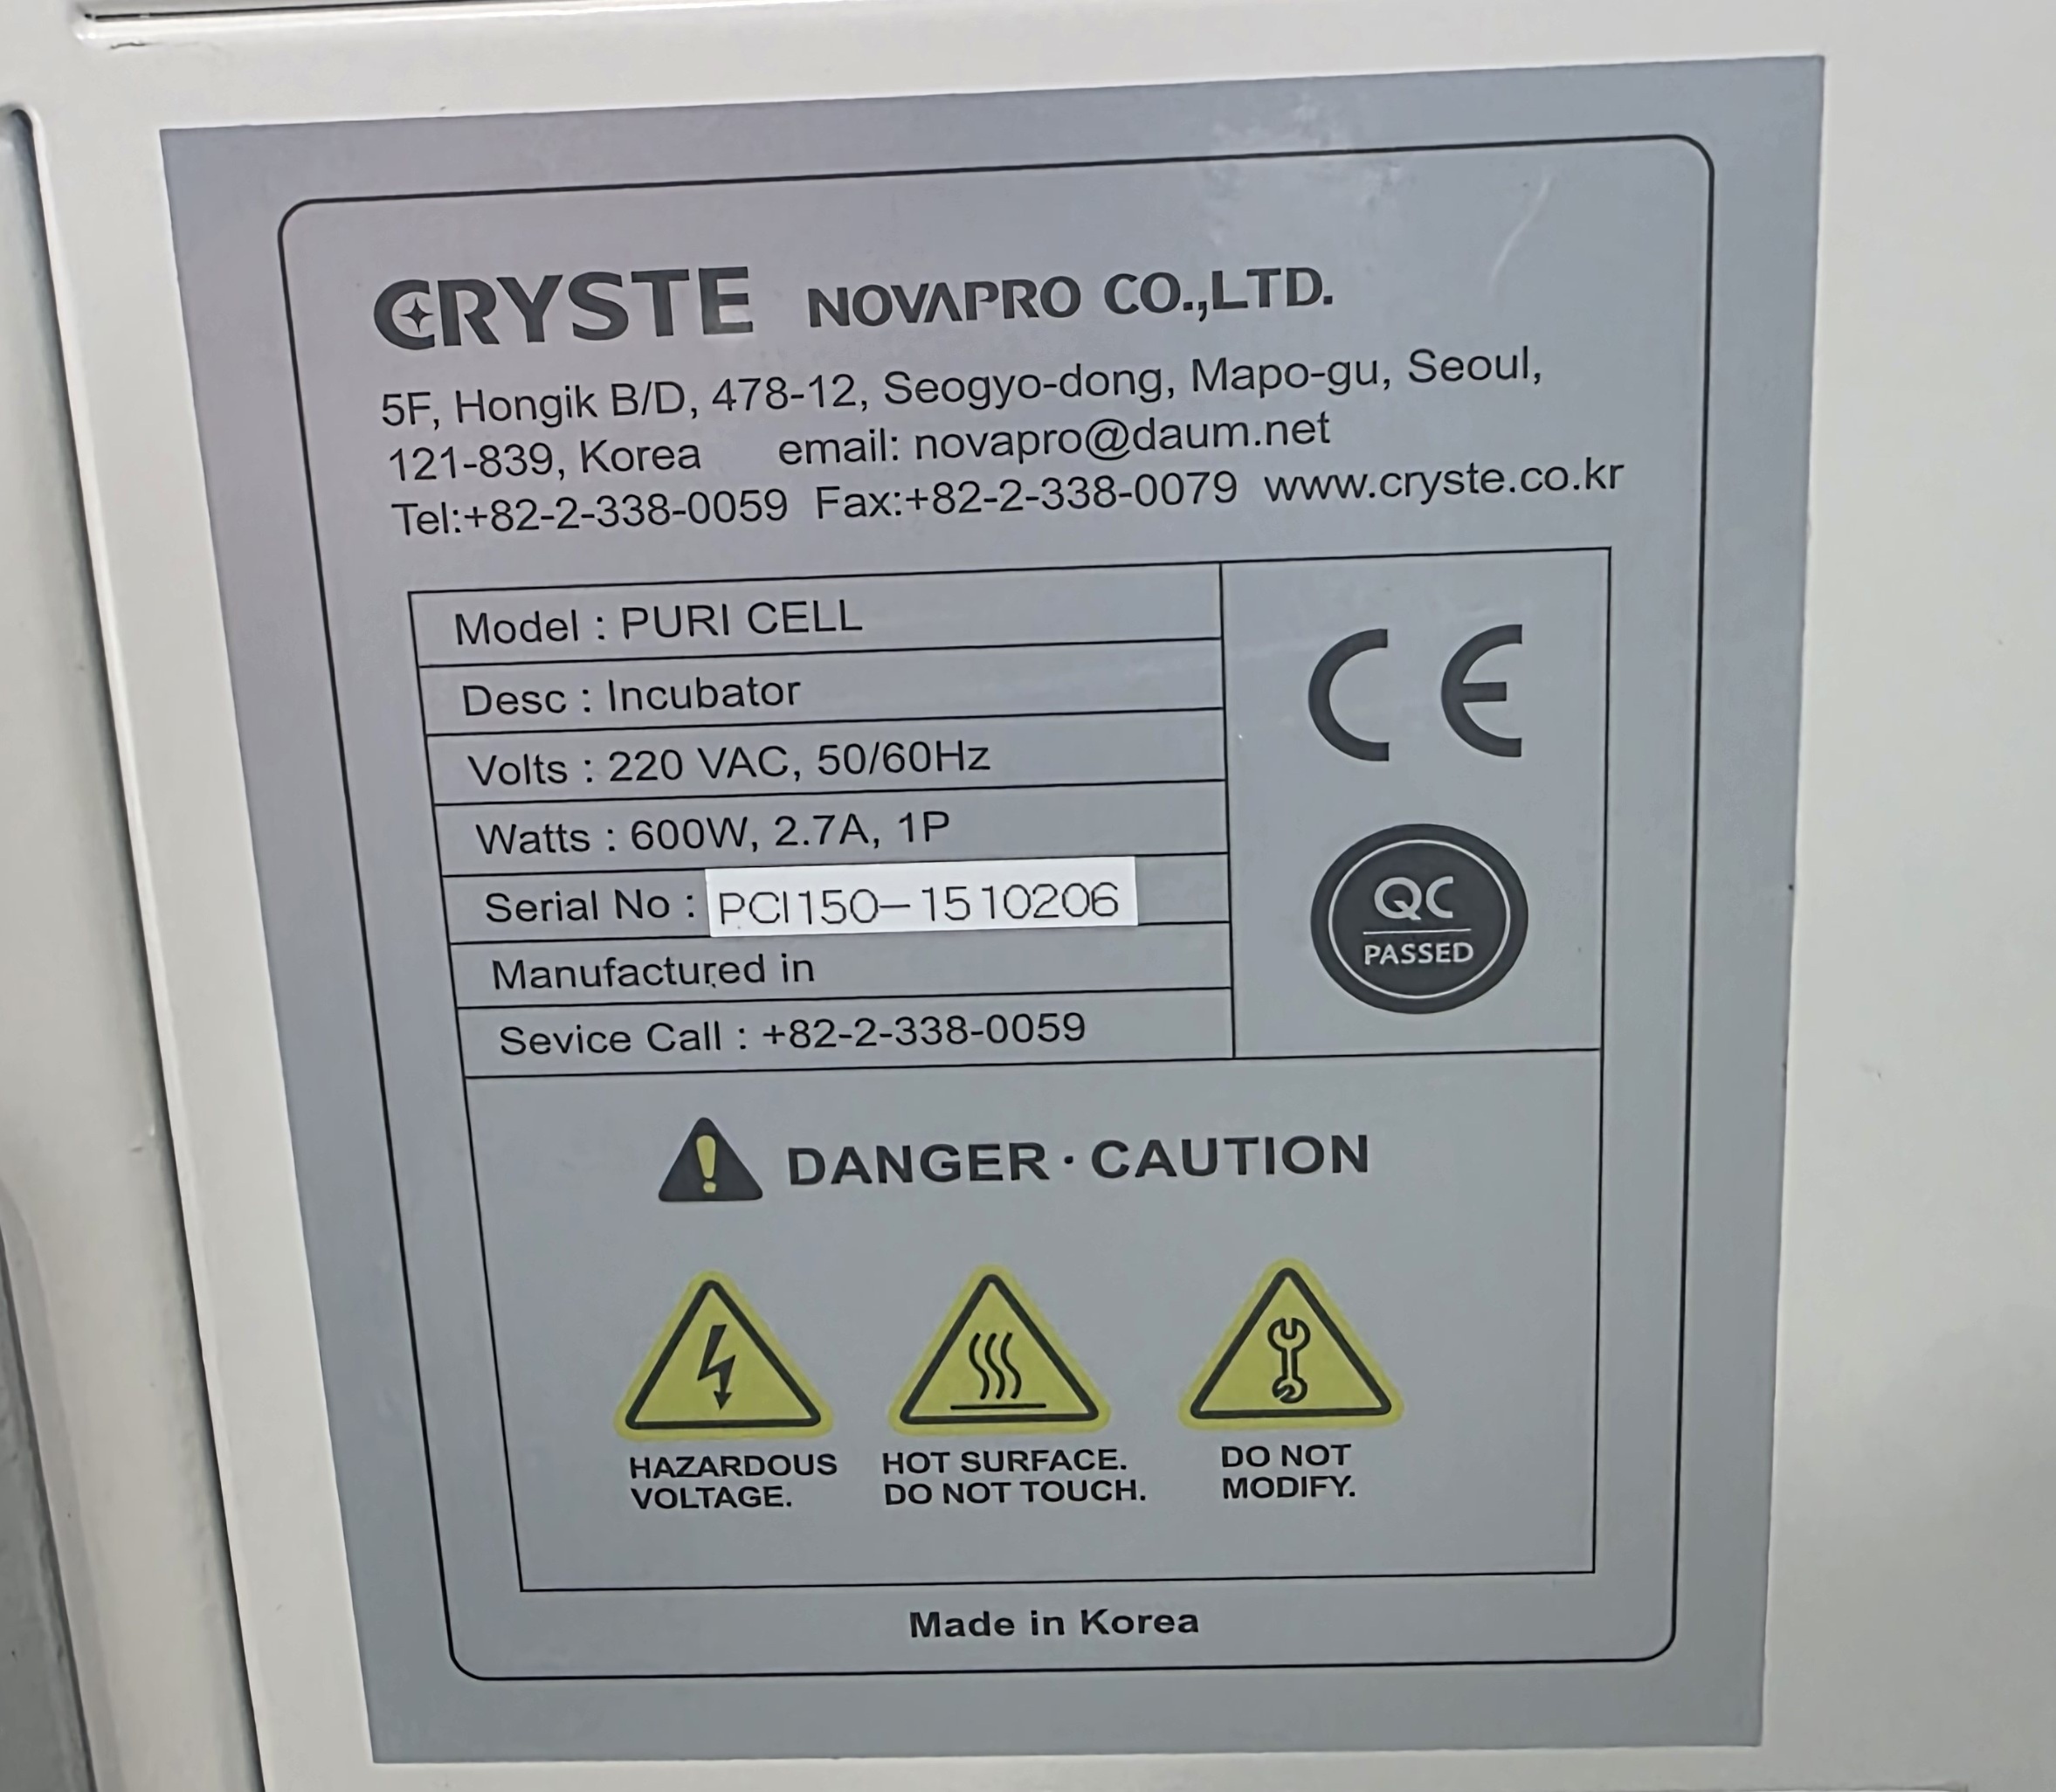 CRYSTE NOVAPRO CO.,LTD.
5F, Hongik B/D, 478-12, Seogyo-dong, Mapo-gu, Seoul,
121-839, Korea email: novapro@daum.net
Tel:+82-2-338-0059 Fax:+82-2-338-0079 www.cryste.co.kr
Model : PURI CELL
Desc : Incubator
Volts : 220 VAC, 50/60Hz
Watts : 600W, 2.7A, 1P
Serial No : PCI150-1510206
Manufactured in
Sevice Call : +82-2-338-0059
CE
QC
PASSED
DANGER · CAUTION
HAZARDOUS
VOLTAGE.
HOT SURFACE.
DO NOT TOUCH.
DO NOT
MODIFY.
Made in Korea